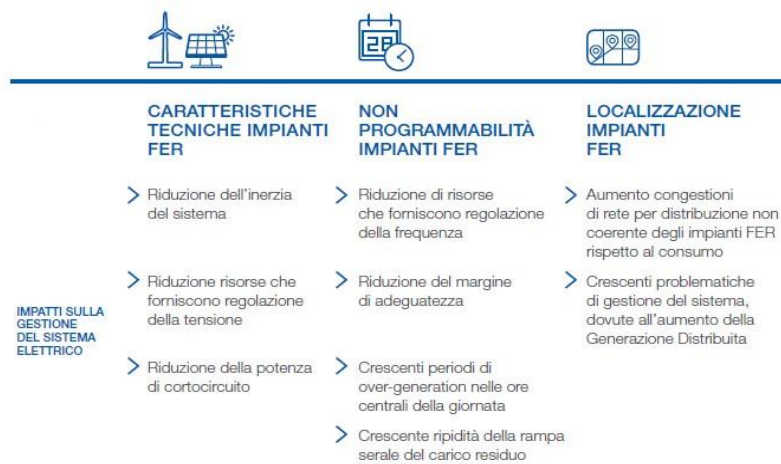 28
CARATTERISTICHE
TECNICHE IMPIANTI
FER
NON
PROGRAMMABILITÀ
IMPIANTI FER
LOCALIZZAZIONE
IMPIANTI
FER
IMPATTI SULLA
GESTIONE
DEL SISTEMA
ELETTRICO
Riduzione dell'inerzia
del sistema
Riduzione risorse che
forniscono regolazione
della tensione
Riduzione della potenza
di cortocircuito
Riduzione di risorse
che forniscono regolazione
della frequenza
Riduzione del margine
di adeguatezza
Crescenti periodi di
over-generation nelle ore
centrali della giornata
Crescente ripidità della rampa
serale del carico residuo
Aumento congestioni
di rete per distribuzione non
coerente degli impianti FER
rispetto al consumo
Crescenti problematiche
di gestione del sistema,
dovute all'aumento della
Generazione Distribuita